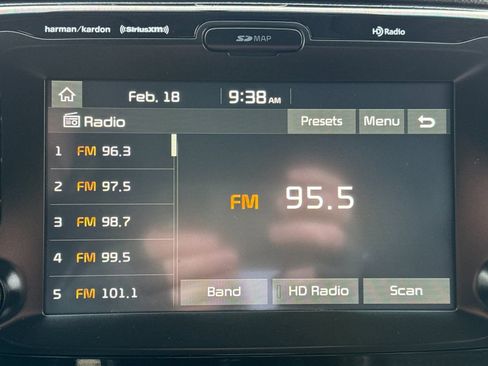 harman/kardon ((SiriusXM))
SD MAP
HD Radio
Feb. 18 9:38 AM
Radio Presets Menu
1 FM 96.3
2 FM 97.5
3 FM 98.7
4 FM 99.5
5 FM 101.1
FM 95.5
Band HD Radio Scan